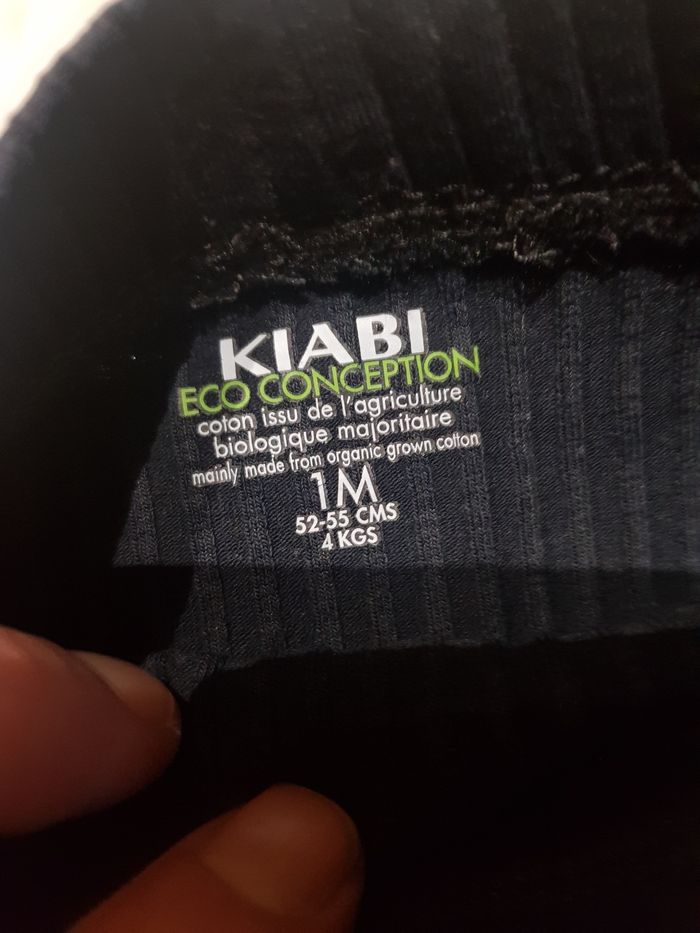 KIABI
ECO CONCEPTION
coton issu de l'agriculture
biologique majoritaire
mainly made from organic grown cotton
1M
52-55 CMS
4 KGS